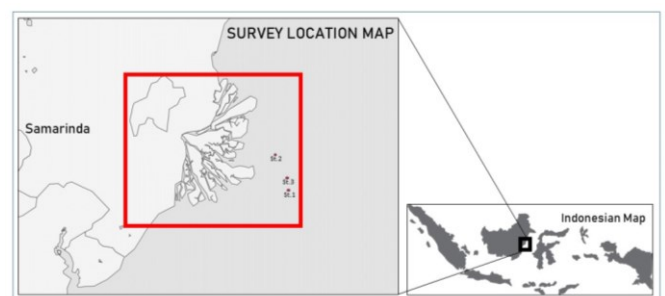 SURVEY LOCATION MAP
Samarinda
St.2
St.3
St.1
Indonesian Map